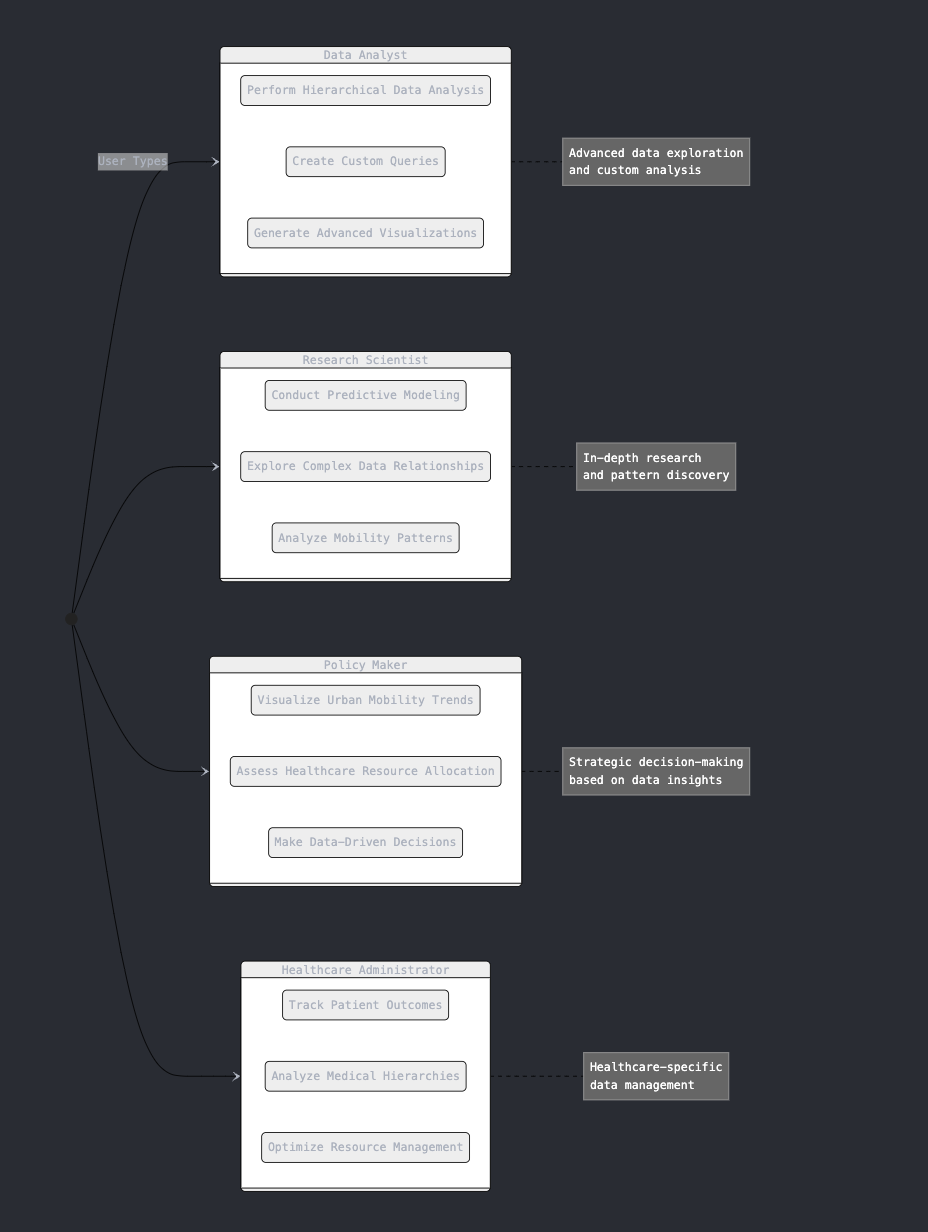 Data Analyst
Perform Hierarchical Data Analysis
User Types
Create Custom Queries
Advanced data exploration
and custom analysis
Generate Advanced Visualizations
Research Scientist
Conduct Predictive Modeling
Explore Complex Data Relationships
In-depth research
and pattern discovery
Analyze Mobility Patterns
Policy Maker
Visualize Urban Mobility Trends
Assess Healthcare Resource Allocation
Strategic decision-making
based on data insights
Make Data-Driven Decisions
Healthcare Administrator
Track Patient Outcomes
Analyze Medical Hierarchies
Healthcare-specific
data management
Optimize Resource Management